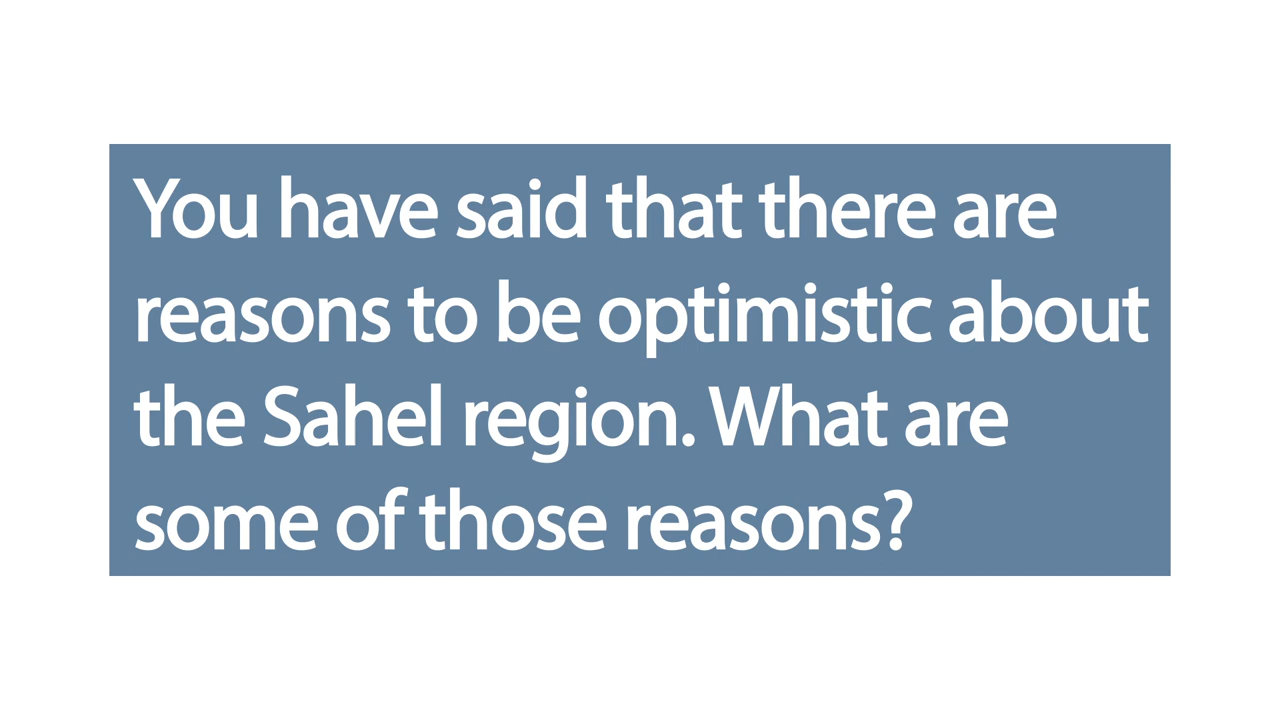 You have said that there are
reasons to be optimistic about
the Sahel region. What are
some of those reasons?